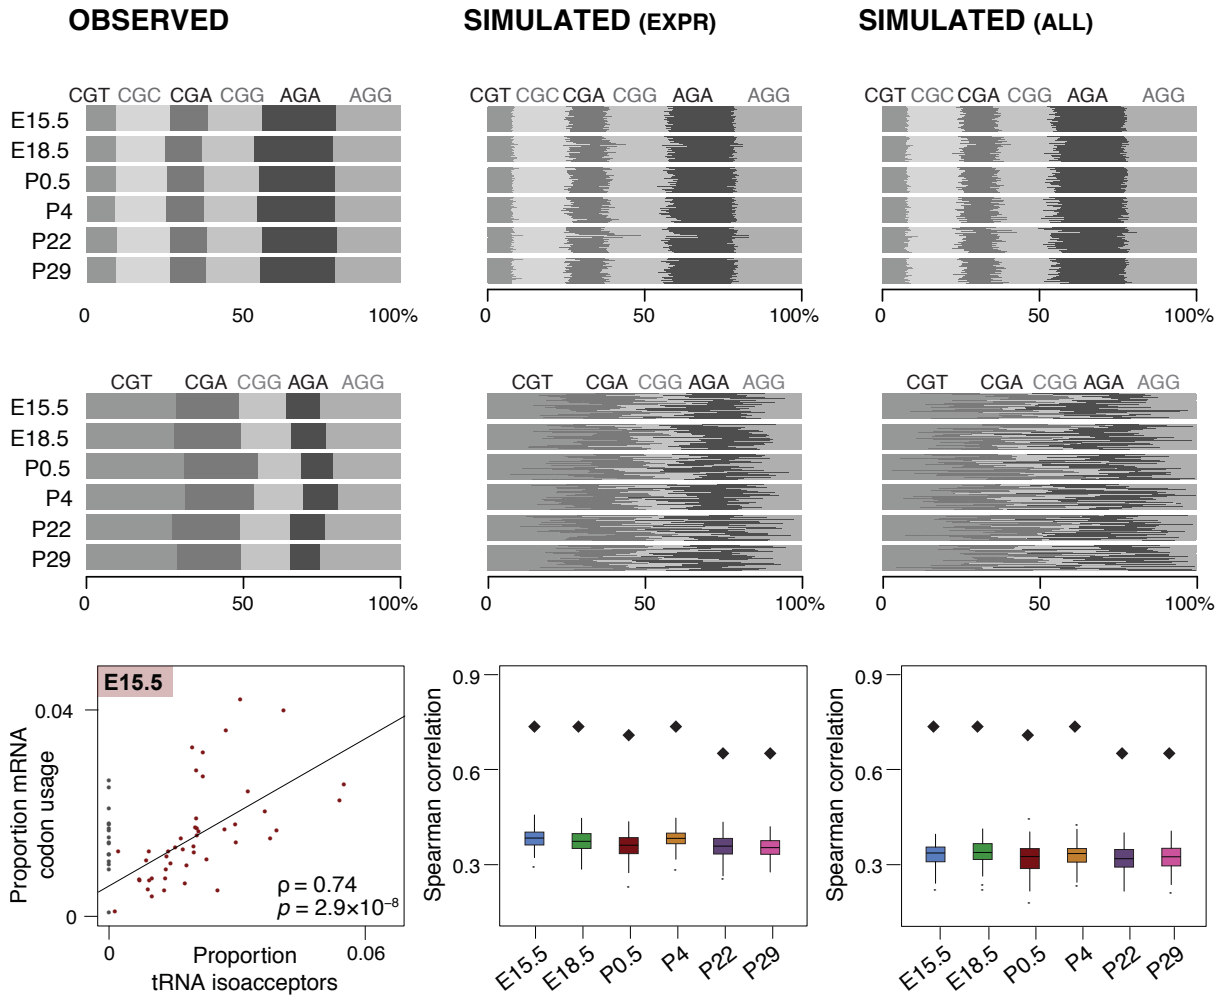 OBSERVED
SIMULATED (EXPR)
SIMULATED (ALL)
CGT CGC CGA CGG AGA AGG
CGT CGC CGA CGG AGA AGG
CGT CGC CGA CGG AGA AGG
E15.5
E18.5
P0.5
P4
P22
P29
0 50 100%
0 50 100%
0 50 100%
CGT CGA CGG AGA AGG
CGT CGA CGG AGA AGG
CGT CGA CGG AGA AGG
E15.5
E18.5
P0.5
P4
P22
P29
0 50 100%
0 50 100%
0 50 100%
Proportion mRNA
codon usage
0.04
0
E15.5
ρ = 0.74
p = 2.9×10⁻⁸
0 0.06
Proportion
tRNA isoacceptors
Spearman correlation
0.9
0.6
0.3
E15.5 E18.5 P0.5 P4 P22 P29
Spearman correlation
0.9
0.6
0.3
E15.5 E18.5 P0.5 P4 P22 P29